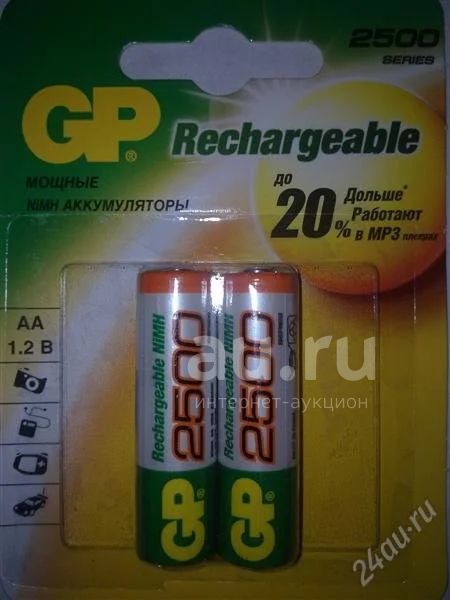 2500
SERIES
GP®
Rechargeable
МОЩНЫЕ
NiMH АККУМУЛЯТОРЫ
до
20%
Дольше*
Работают
в MP3 плеерах
AA
1.2 В
Rechargeable NiMH
2500
GP®
Rechargeable NiMH
2500
GP®
au.ru
интернет-аукцион
24au.ru